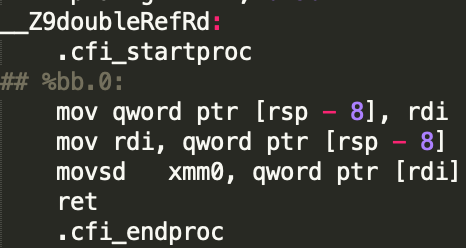 __Z9doubleRefRd:
.cfi_startproc
## %bb.0:
mov qword ptr [rsp - 8], rdi
mov rdi, qword ptr [rsp - 8]
movsd xmm0, qword ptr [rdi]
ret
.cfi_endproc